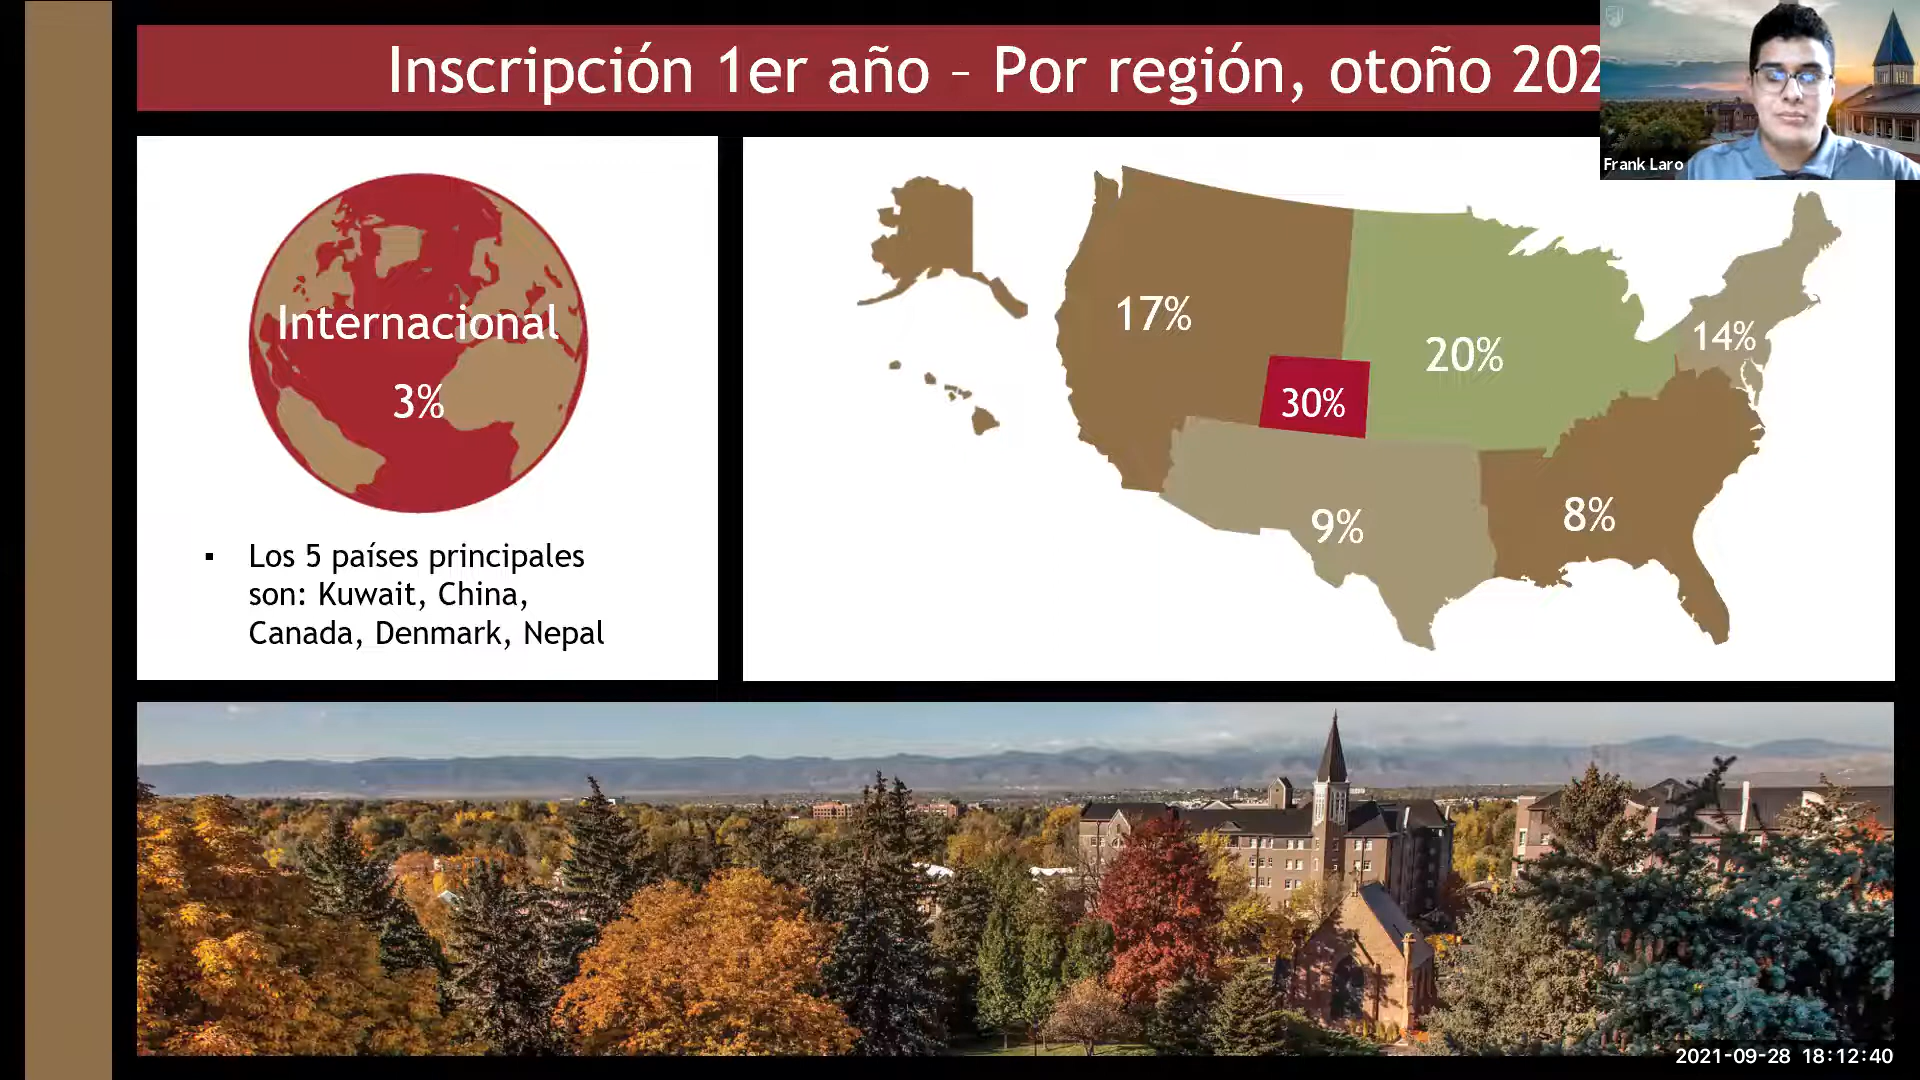 Inscripción 1er año – Por región, otoño 202
Frank Laro
Internacional
3%
▪ Los 5 países principales
son: Kuwait, China,
Canada, Denmark, Nepal
17%
20%
14%
30%
9%
8%
2021-09-28 18:12:40